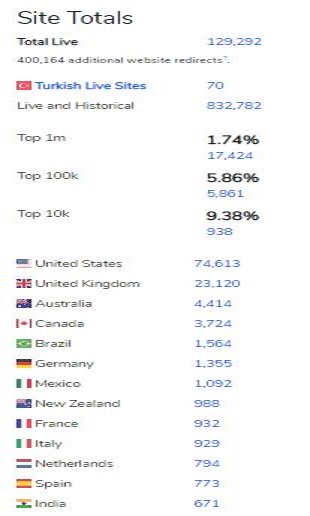 Site Totals
Total Live 129,292
400,164 additional website redirects?.
Turkish Live Sites 70
Live and Historical 832,782
Top 1m 1.74%
17,424
Top 100k 5.86%
5,861
Top 10k 9.38%
938
United States 74,613
United Kingdom 23,120
Australia 4,414
Canada 3,724
Brazil 1,564
Germany 1,355
Mexico 1,092
New Zealand 988
France 932
Italy 929
Netherlands 794
Spain 773
India 671